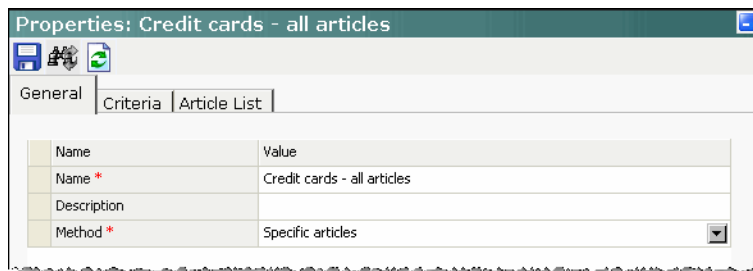 Properties: Credit cards - all articles
General Criteria Article List
Name Value
Name * Credit cards - all articles
Description
Method * Specific articles